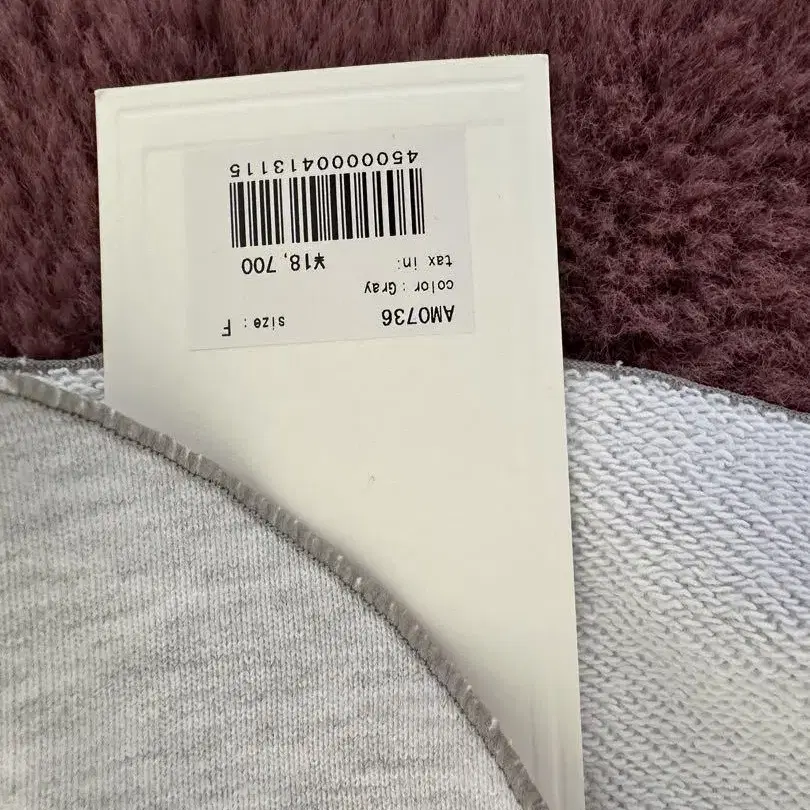 AM0736 size : F
color : Gray
tax in: ¥18,700
4500000413115